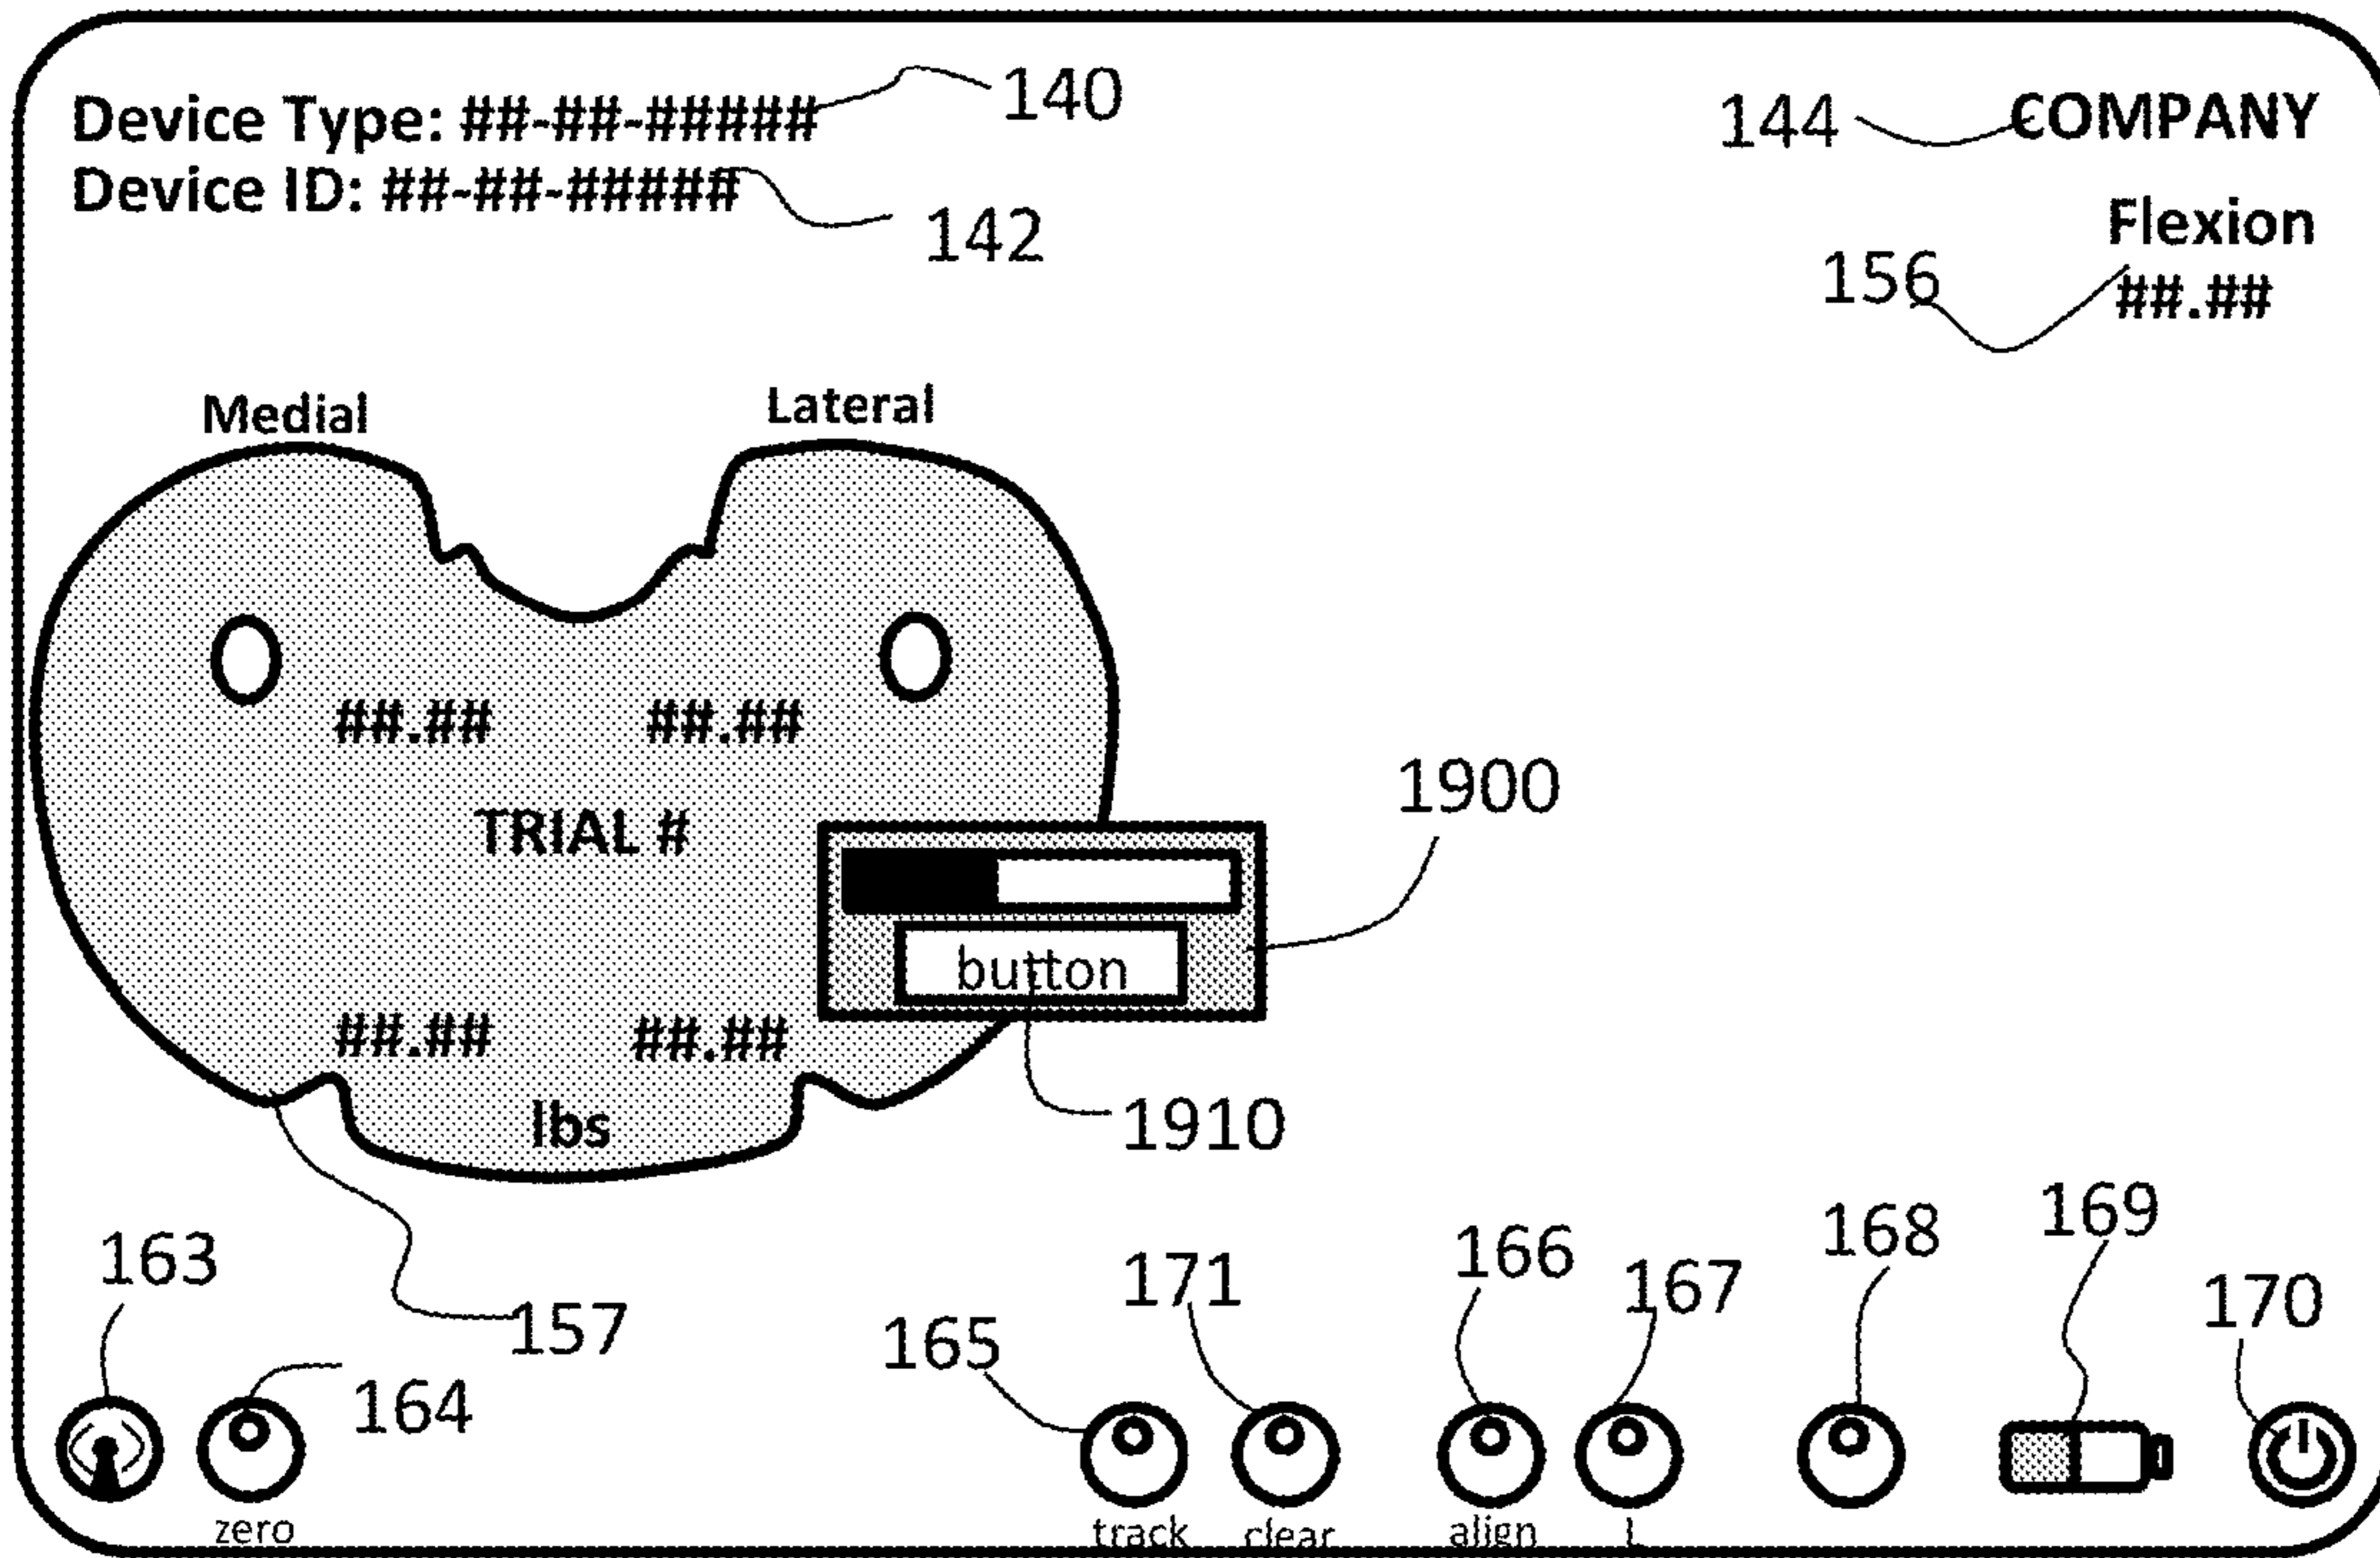 Device Type: ##-##-#####
140
144
COMPANY
Device ID: ##-##-#####
142
Flexion
156
##.##
Medial
Lateral
##.##
##.##
TRIAL #
1900
button
##.##
##.##
lbs
1910
163
157
164
165
171
166
167
168
169
170
zero
track
clear
align
L